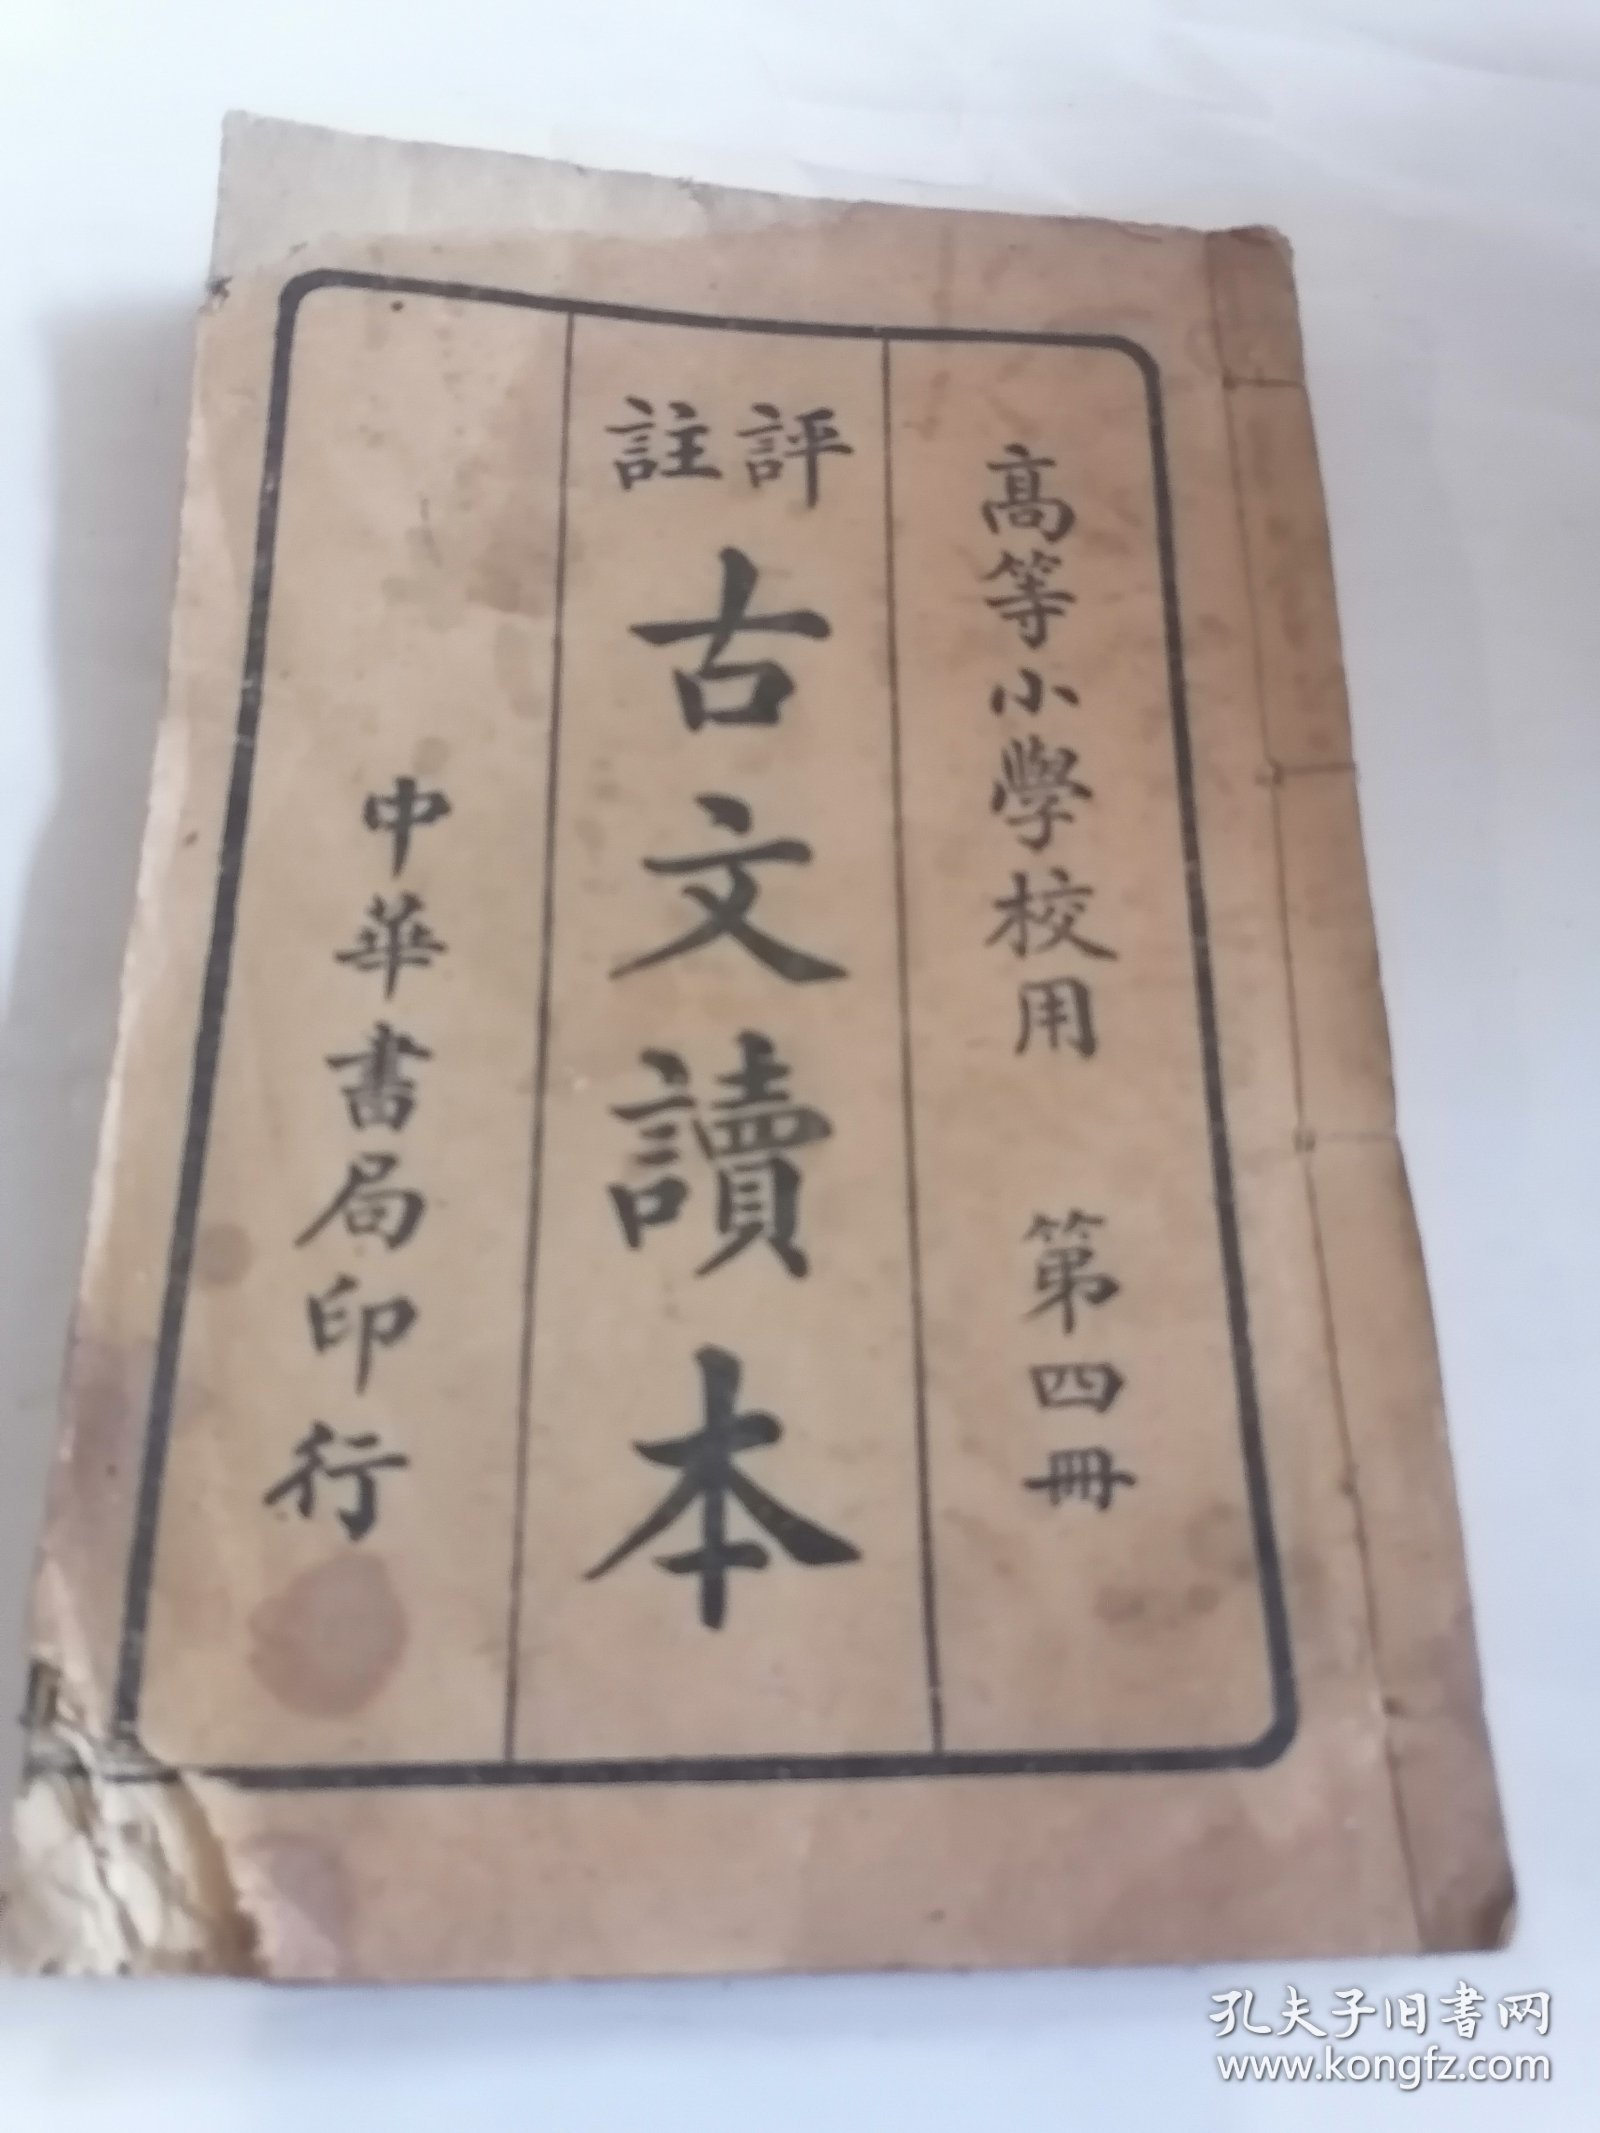 高等小學校用 第四冊
評註
古文讀本
中華書局印行
孔夫子旧书网
www.kongfz.com